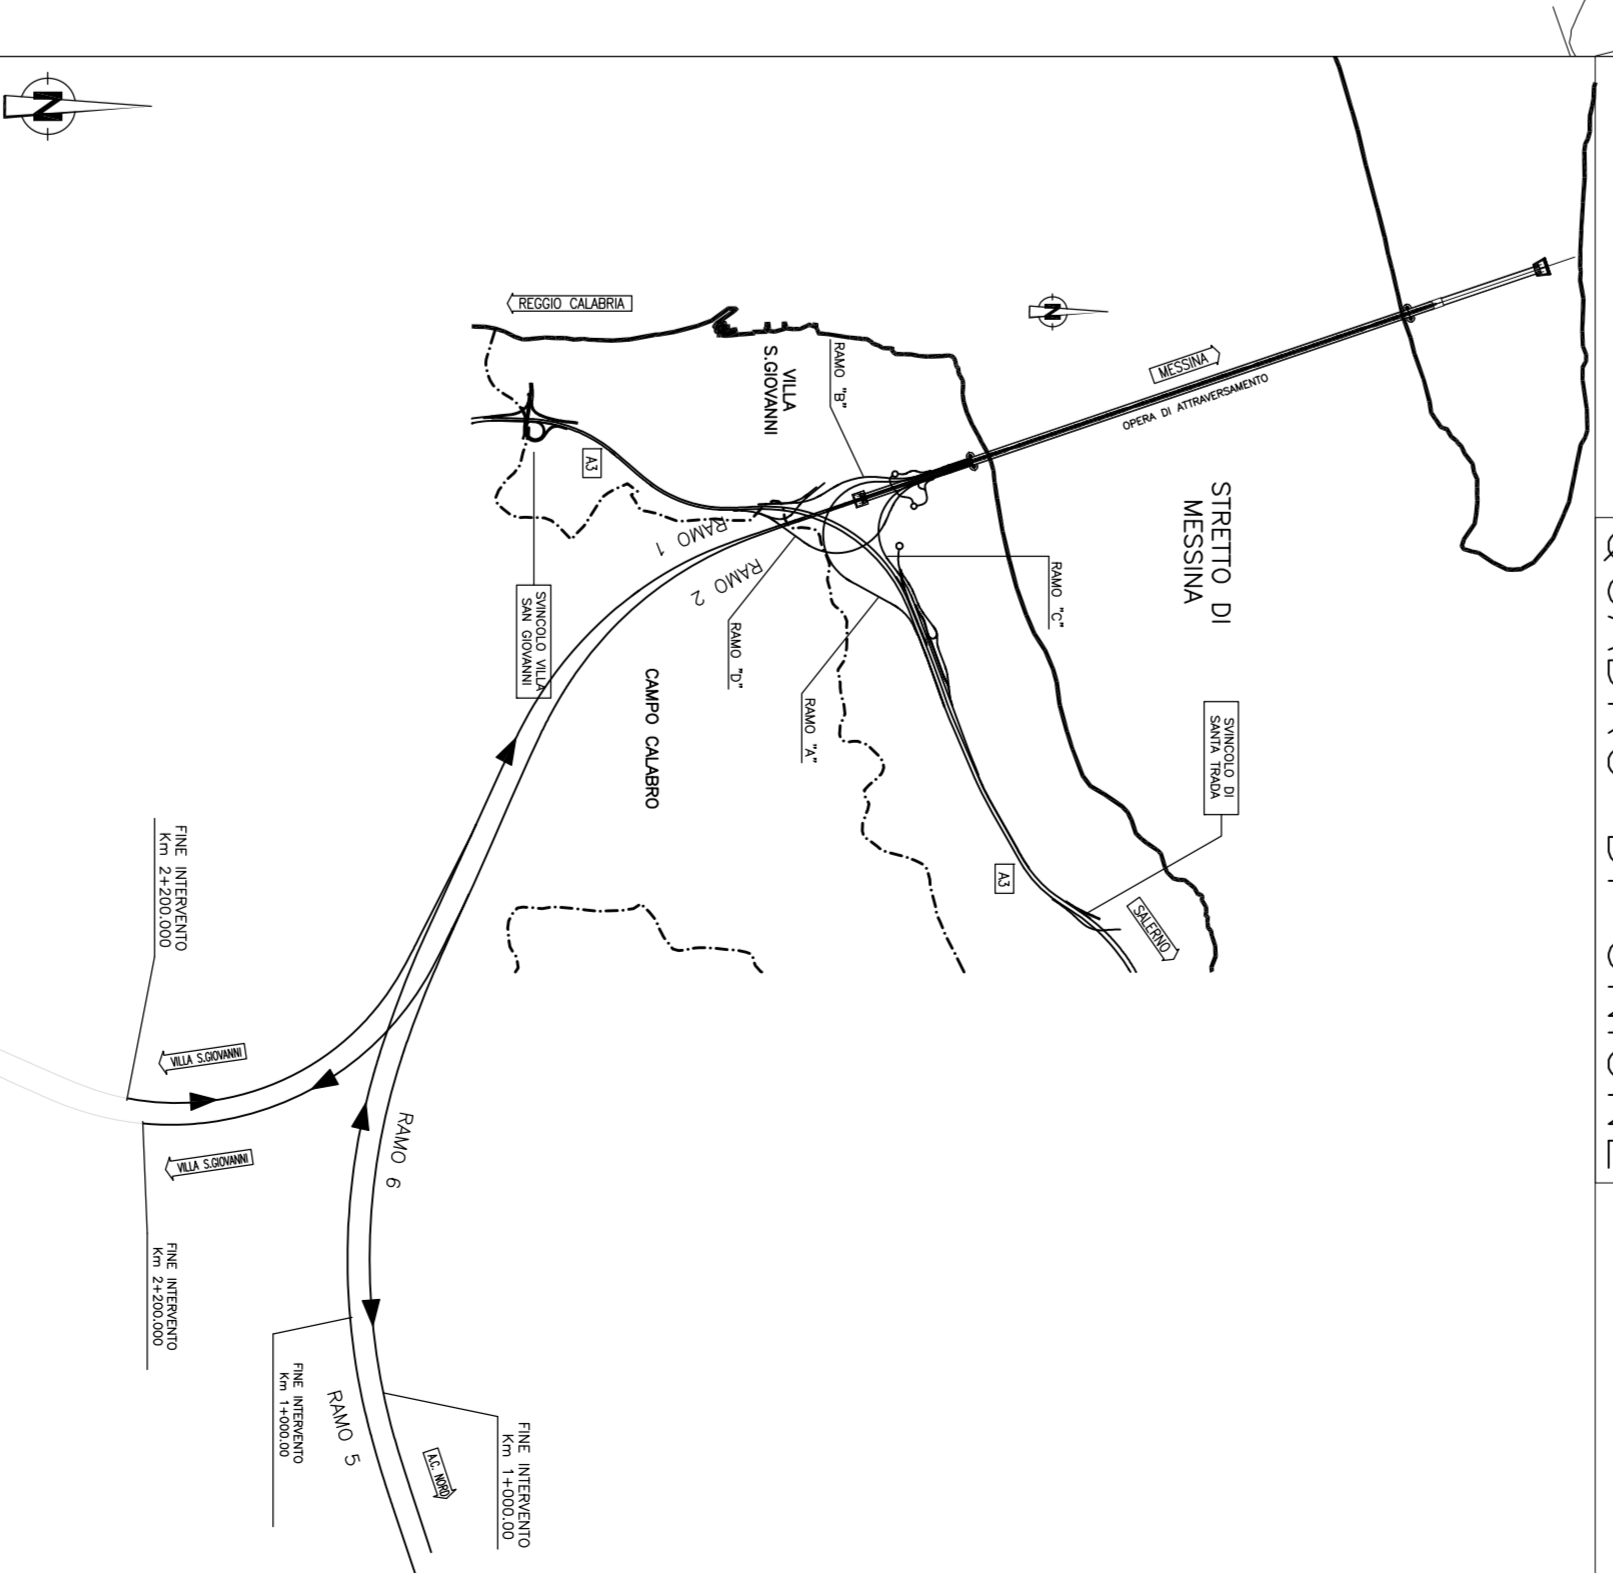 N
REGGIO CALABRIA
N
MESSINA
OPERA DI ATTRAVERSAMENTO
VILLA
S.GIOVANNI
RAMO "B"
STRETTO DI
MESSINA
A3
RAMO 1
RAMO 2
RAMO "C"
SVINCOLO VILLA
SAN GIOVANNI
RAMO "D"
RAMO "A"
CAMPO CALABRO
SVINCOLO DI
SANTA TRADA
A3
SALERNO
FINE INTERVENTO
Km 2+200.000
VILLA S.GIOVANNI
VILLA S.GIOVANNI
RAMO 6
FINE INTERVENTO
Km 2+200.000
FINE INTERVENTO
Km 1+000.00
RAMO 5
A.C. NORD
FINE INTERVENTO
Km 1+000.00